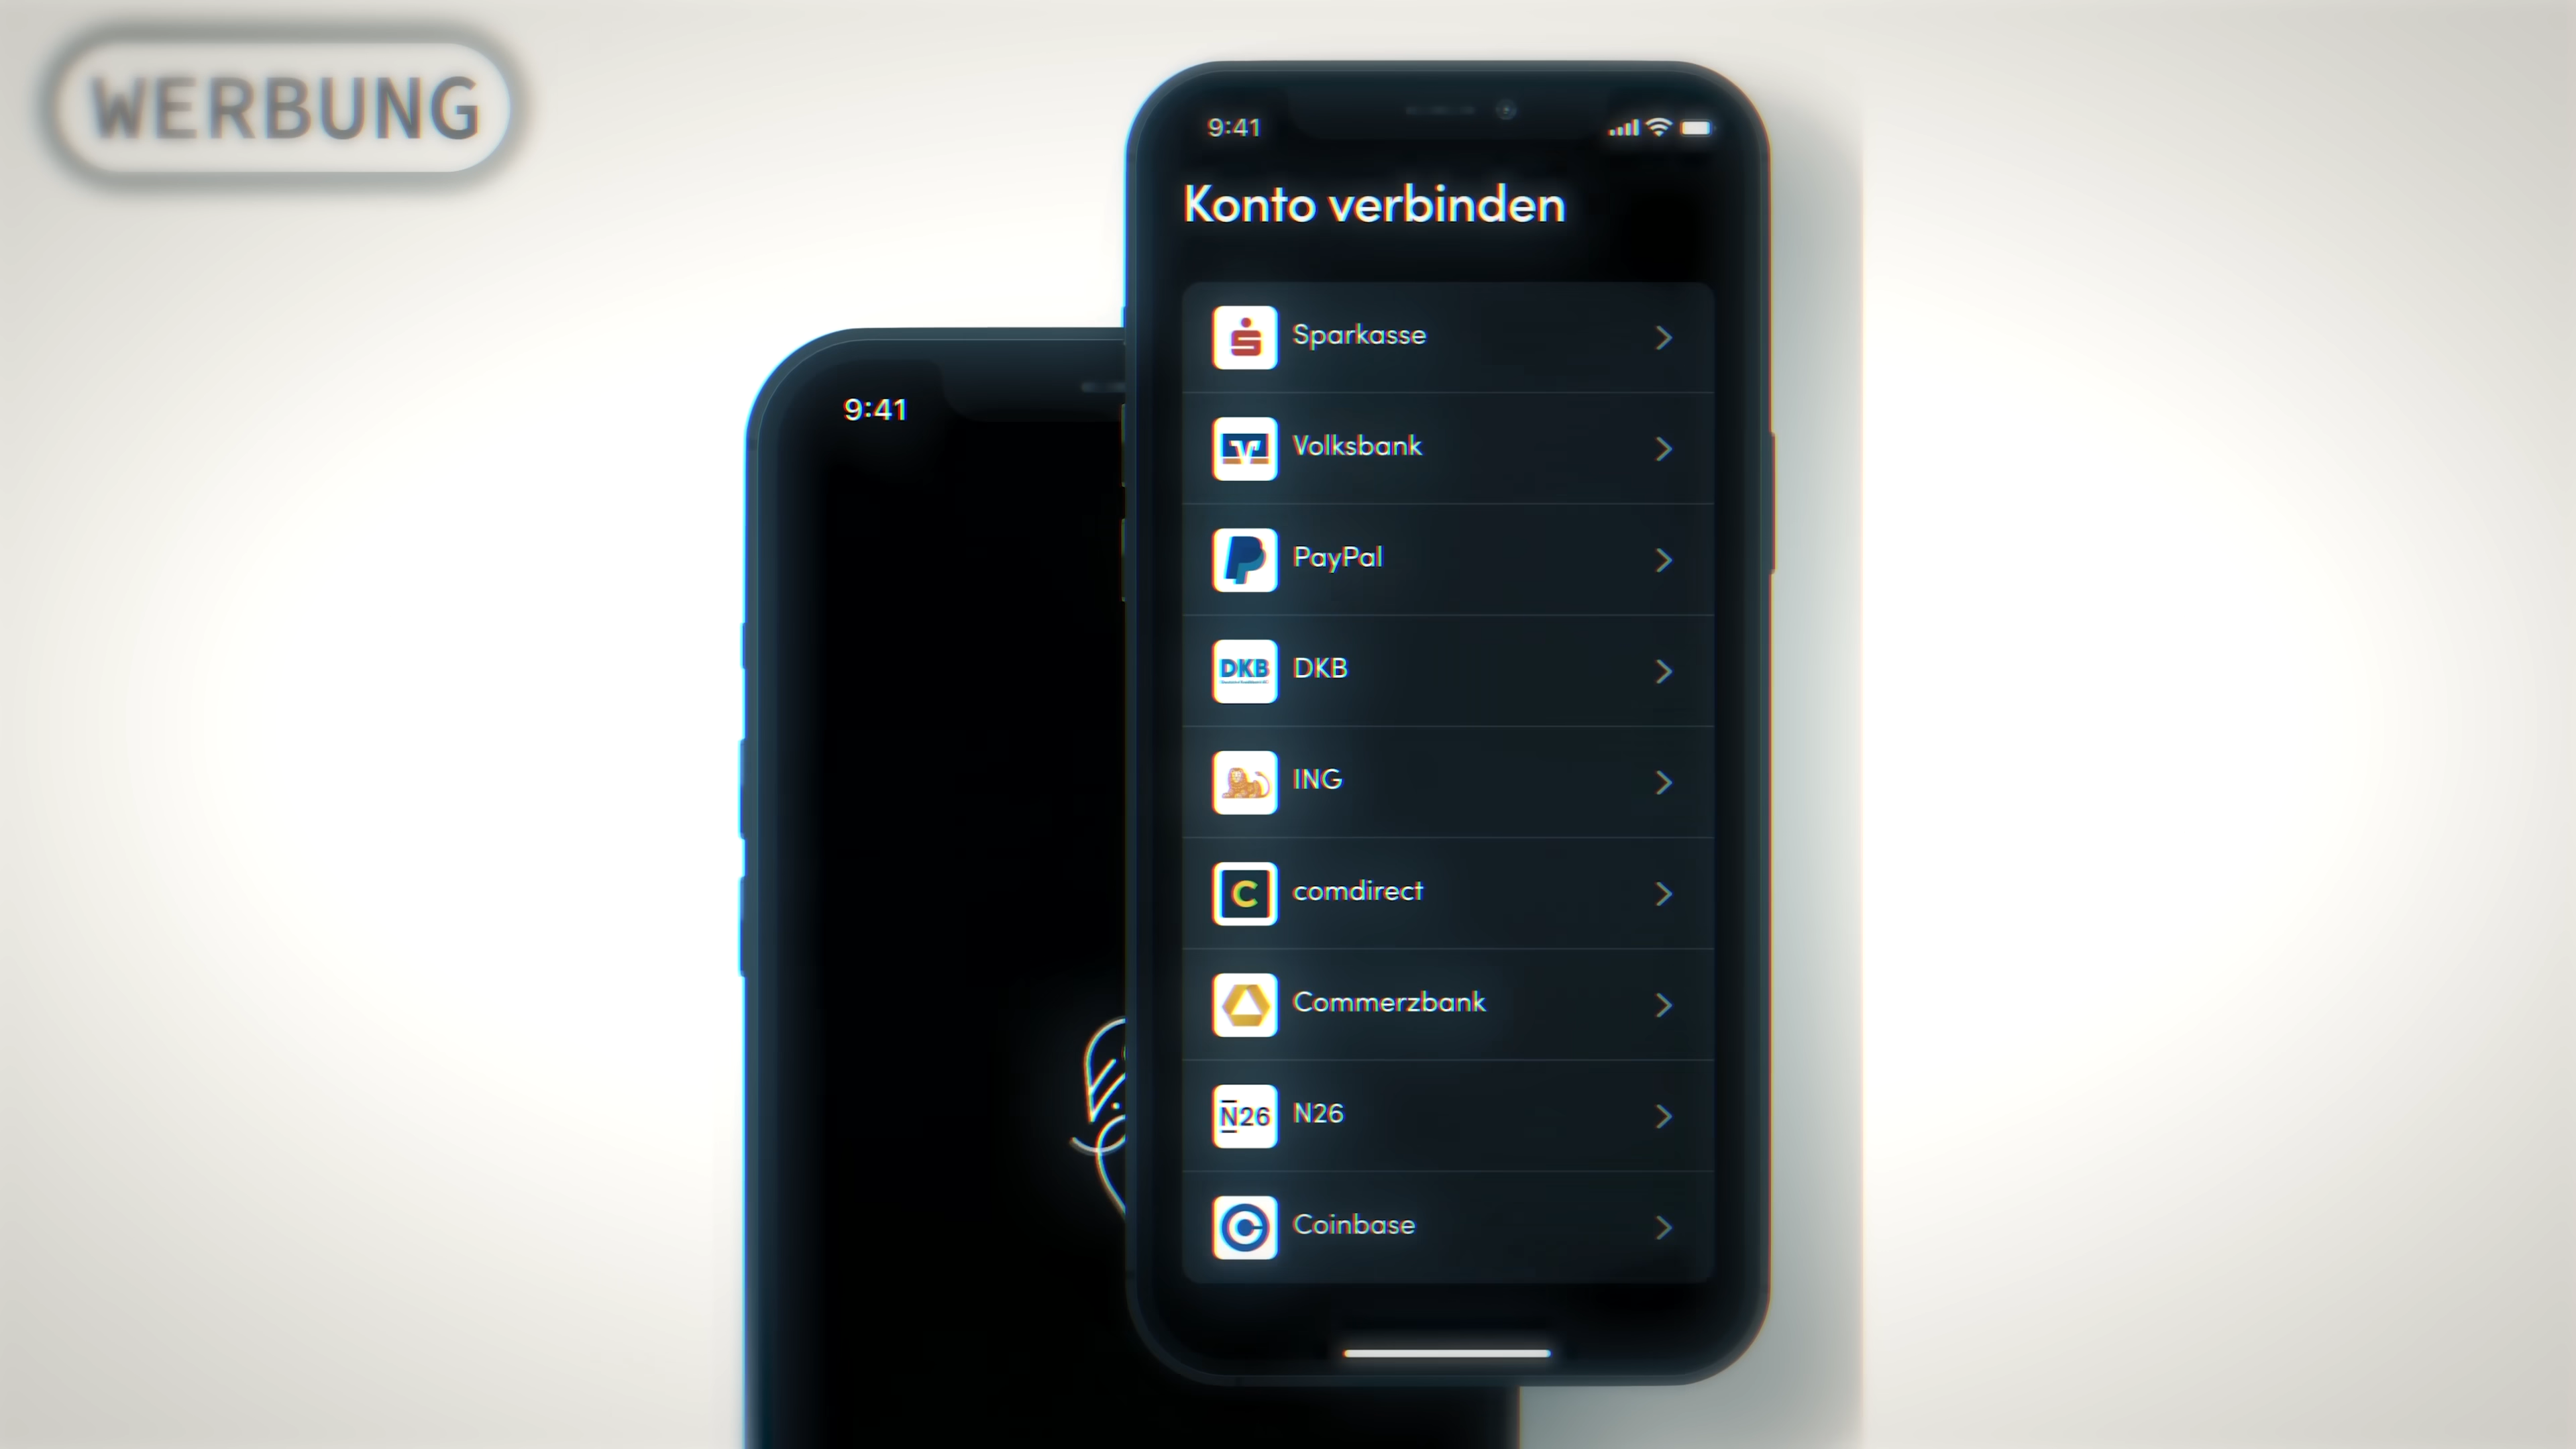 WERBUNG
9:41
Konto verbinden
Sparkasse
Volksbank
PayPal
DKB
DKB
ING
comdirect
C
Commerzbank
N26
N26
Coinbase
9:41